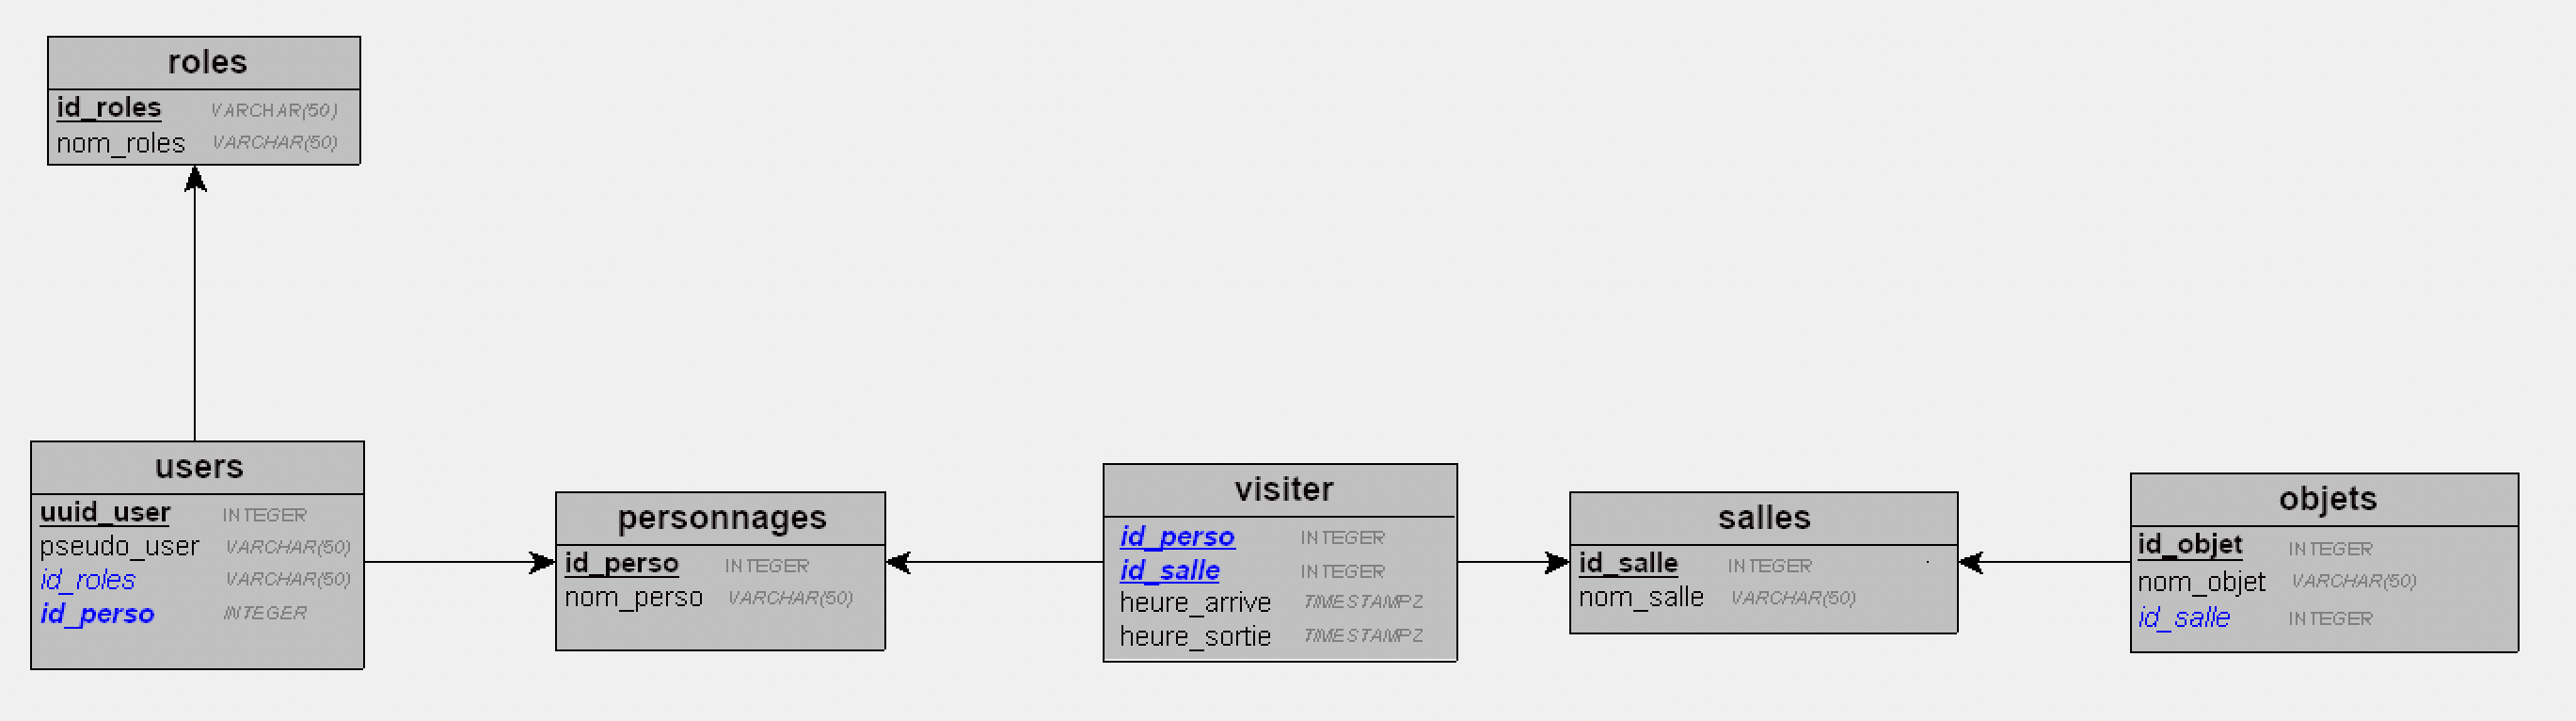 roles
id_roles VARCHAR(50)
nom_roles VARCHAR(50)
users
uuid_user INTEGER
pseudo_user VARCHAR(50)
id_roles VARCHAR(50)
id_perso INTEGER
personnages
id_perso INTEGER
nom_perso VARCHAR(50)
visiter
id_perso INTEGER
id_salle INTEGER
heure_arrive TIMESTAMPZ
heure_sortie TIMESTAMPZ
salles
id_salle INTEGER
nom_salle VARCHAR(50)
objets
id_objet INTEGER
nom_objet VARCHAR(50)
id_salle INTEGER